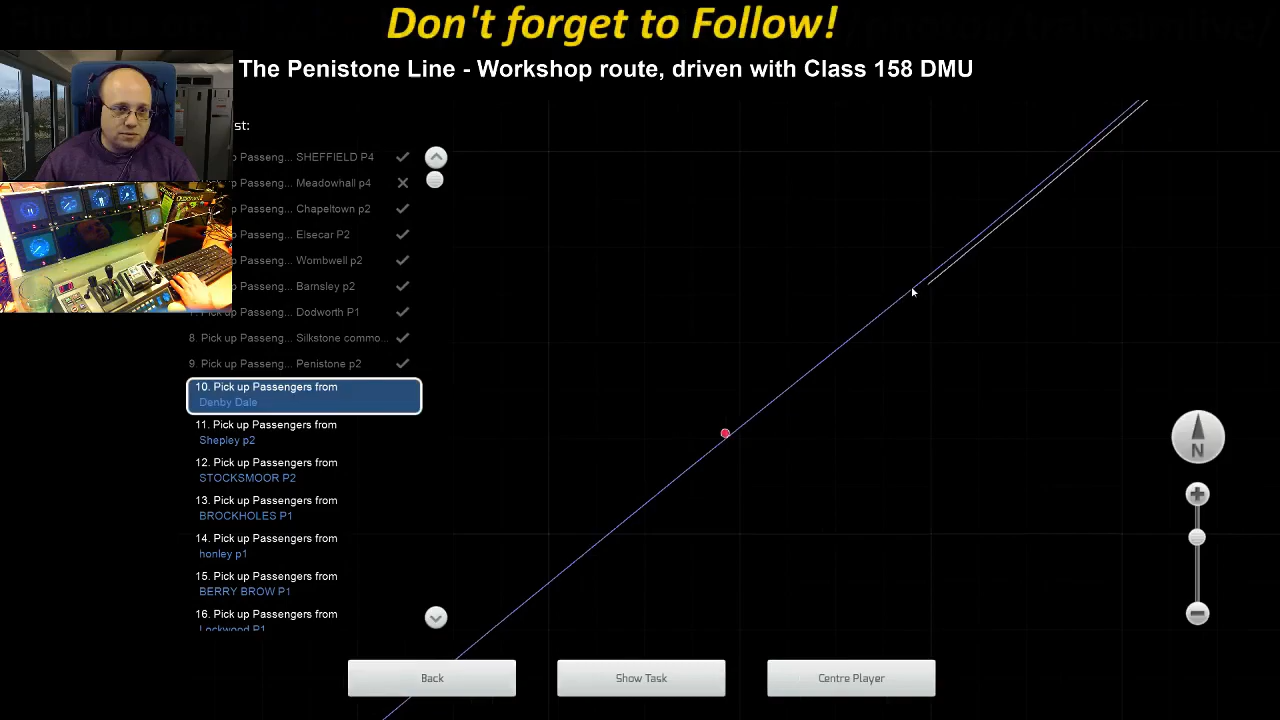 Don't forget to Follow!
The Penistone Line - Workshop route, driven with Class 158 DMU
st:
p Passeng... SHEFFIELD P4
p Passeng... Meadowhall p4
p Passeng... Chapeltown p2
p Passeng... Elsecar P2
p Passeng... Wombwell p2
p Passeng... Barnsley p2
p Passeng... Dodworth P1
8. Pick up Passeng... Silkstone commo...
9. Pick up Passeng... Penistone p2
10. Pick up Passengers from
Denby Dale
11. Pick up Passengers from
Shepley p2
12. Pick up Passengers from
STOCKSMOOR P2
13. Pick up Passengers from
BROCKHOLES P1
14. Pick up Passengers from
honley p1
15. Pick up Passengers from
BERRY BROW P1
16. Pick up Passengers from
Lockwood P1
N
Back
Show Task
Centre Player